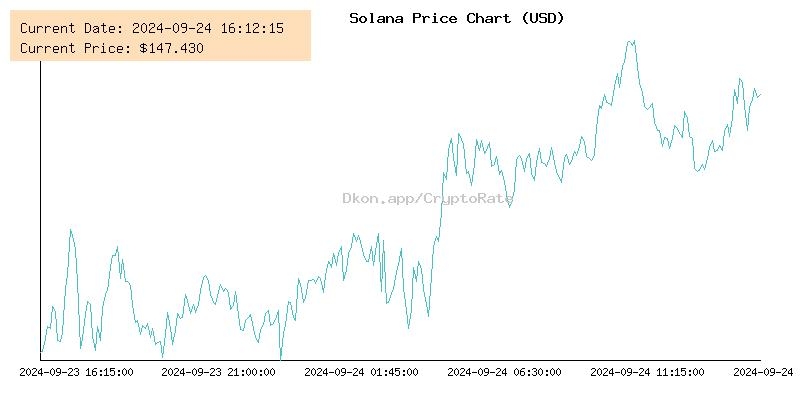 Solana Price Chart (USD)
Current Date: 2024-09-24 16:12:15
Current Price: $147.430
Dkon.app/CryptoRate
2024-09-23 16:15:00
2024-09-23 21:00:00
2024-09-24 01:45:00
2024-09-24 06:30:00
2024-09-24 11:15:00
2024-09-24